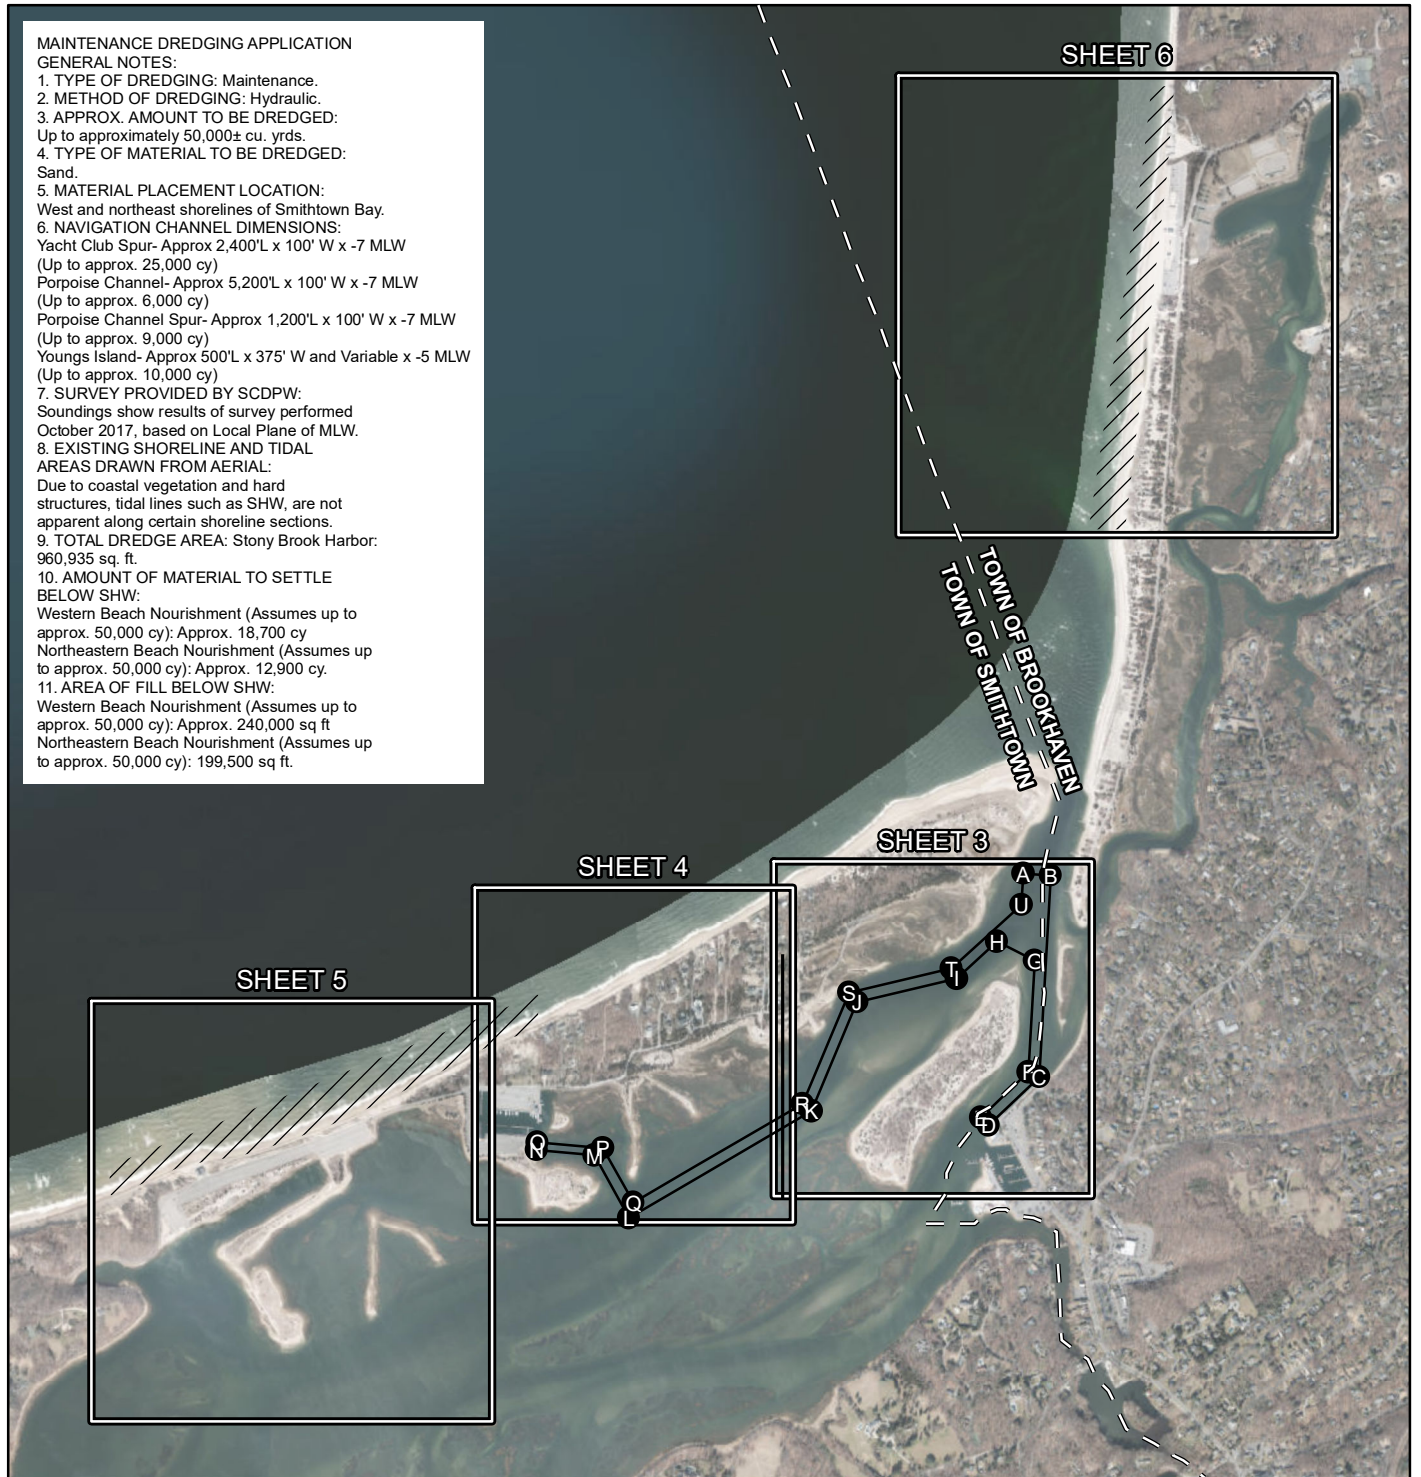 MAINTENANCE DREDGING APPLICATION
GENERAL NOTES:
1. TYPE OF DREDGING: Maintenance.
2. METHOD OF DREDGING: Hydraulic.
3. APPROX. AMOUNT TO BE DREDGED:
Up to approximately 50,000± cu. yrds.
4. TYPE OF MATERIAL TO BE DREDGED:
Sand.
5. MATERIAL PLACEMENT LOCATION:
West and northeast shorelines of Smithtown Bay.
6. NAVIGATION CHANNEL DIMENSIONS:
Yacht Club Spur- Approx 2,400'L x 100' W x -7 MLW
(Up to approx. 25,000 cy)
Porpoise Channel- Approx 5,200'L x 100' W x -7 MLW
(Up to approx. 6,000 cy)
Porpoise Channel Spur- Approx 1,200'L x 100' W x -7 MLW
(Up to approx. 9,000 cy)
Youngs Island- Approx 500'L x 375' W and Variable x -5 MLW
(Up to approx. 10,000 cy)
7. SURVEY PROVIDED BY SCDPW:
Soundings show results of survey performed
October 2017, based on Local Plane of MLW.
8. EXISTING SHORELINE AND TIDAL
AREAS DRAWN FROM AERIAL:
Due to coastal vegetation and hard
structures, tidal lines such as SHW, are not
apparent along certain shoreline sections.
9. TOTAL DREDGE AREA: Stony Brook Harbor:
960,935 sq. ft.
10. AMOUNT OF MATERIAL TO SETTLE
BELOW SHW:
Western Beach Nourishment (Assumes up to
approx. 50,000 cy): Approx. 18,700 cy
Northeastern Beach Nourishment (Assumes up
to approx. 50,000 cy): Approx. 12,900 cy.
11. AREA OF FILL BELOW SHW:
Western Beach Nourishment (Assumes up to
approx. 50,000 cy): Approx. 240,000 sq ft
Northeastern Beach Nourishment (Assumes up
to approx. 50,000 cy): 199,500 sq ft.
SHEET 6
TOWN OF BROOKHAVEN
TOWN OF SMITHTOWN
SHEET 3
SHEET 4
SHEET 5
A
B
U
H
G
T
I
S
J
F
C
R
K
E
D
O
N
P
M
Q
L